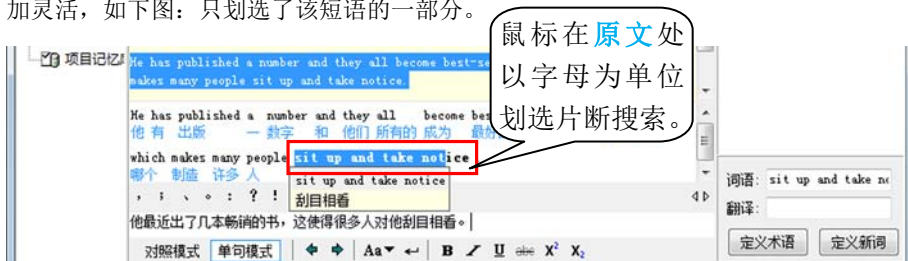 加灵活，如下图：只划选了该短语的一部分。
鼠标在原文处
以字母为单位
划选片断搜索。
项目记忆
He has published a number and they all become best-se
makes many people sit up and take notice.
He has published a number and they all become bes
他 有 出版 一 数字 和 他们 所有的 成为 最好
which makes many people sit up and take notice
哪个 制造 许多 人
sit up and take notice
刮目相看
， ； 、 。 ： ？ ！
他最近出了几本畅销的书，这使得很多人对他刮目相看。
对照模式 单句模式 Aa B I U abc X² X₂
词语： sit up and take no
翻译：
定义术语 定义新词